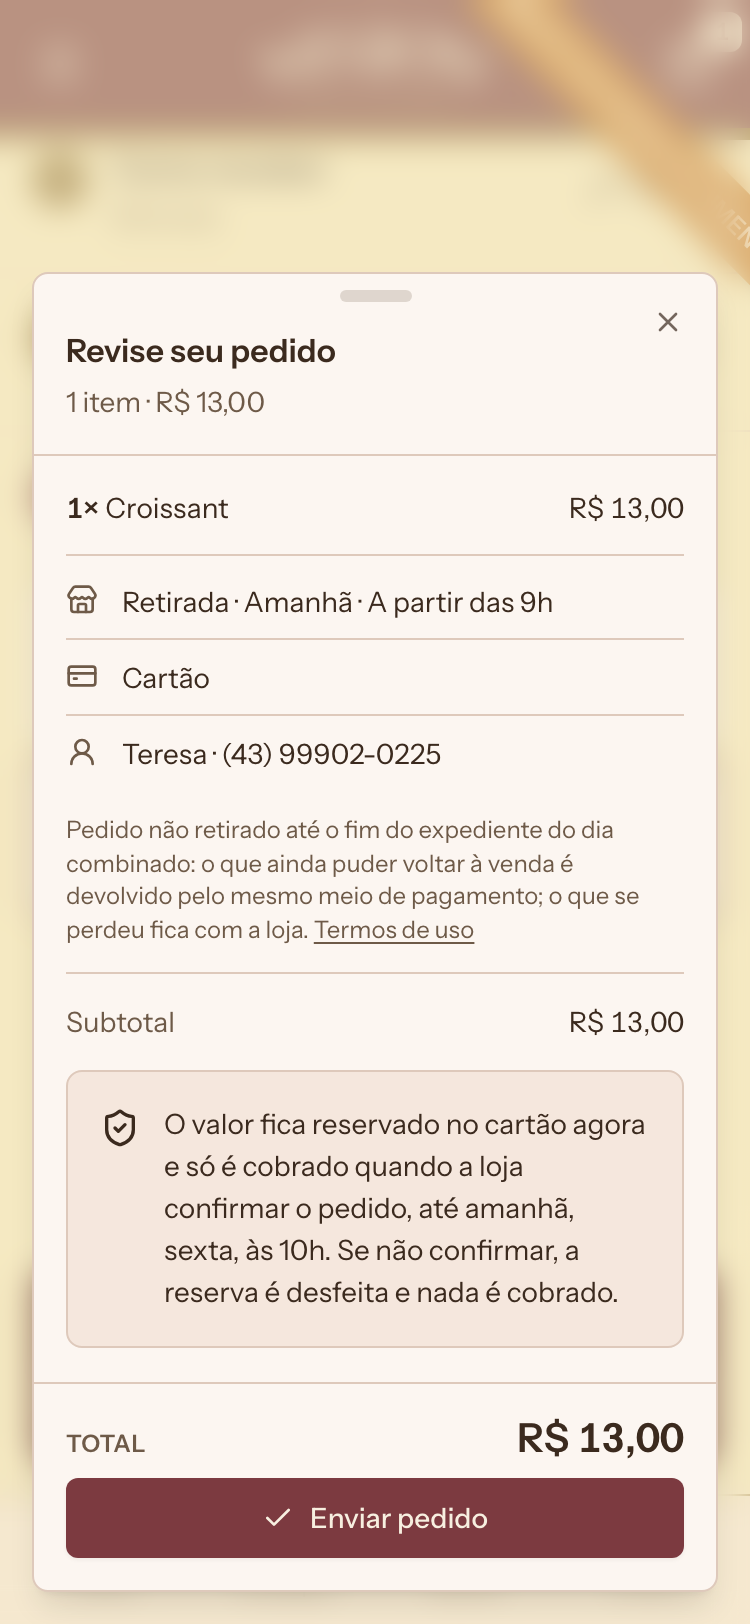 Revise seu pedido
1 item · R$ 13,00
1× Croissant R$ 13,00
Retirada · Amanhã · A partir das 9h
Cartão
Teresa · (43) 99902-0225
Pedido não retirado até o fim do expediente do dia
combinado: o que ainda puder voltar à venda é
devolvido pelo mesmo meio de pagamento; o que se
perdeu fica com a loja. Termos de uso
Subtotal R$ 13,00
O valor fica reservado no cartão agora
e só é cobrado quando a loja
confirmar o pedido, até amanhã,
sexta, às 10h. Se não confirmar, a
reserva é desfeita e nada é cobrado.
TOTAL R$ 13,00
Enviar pedido